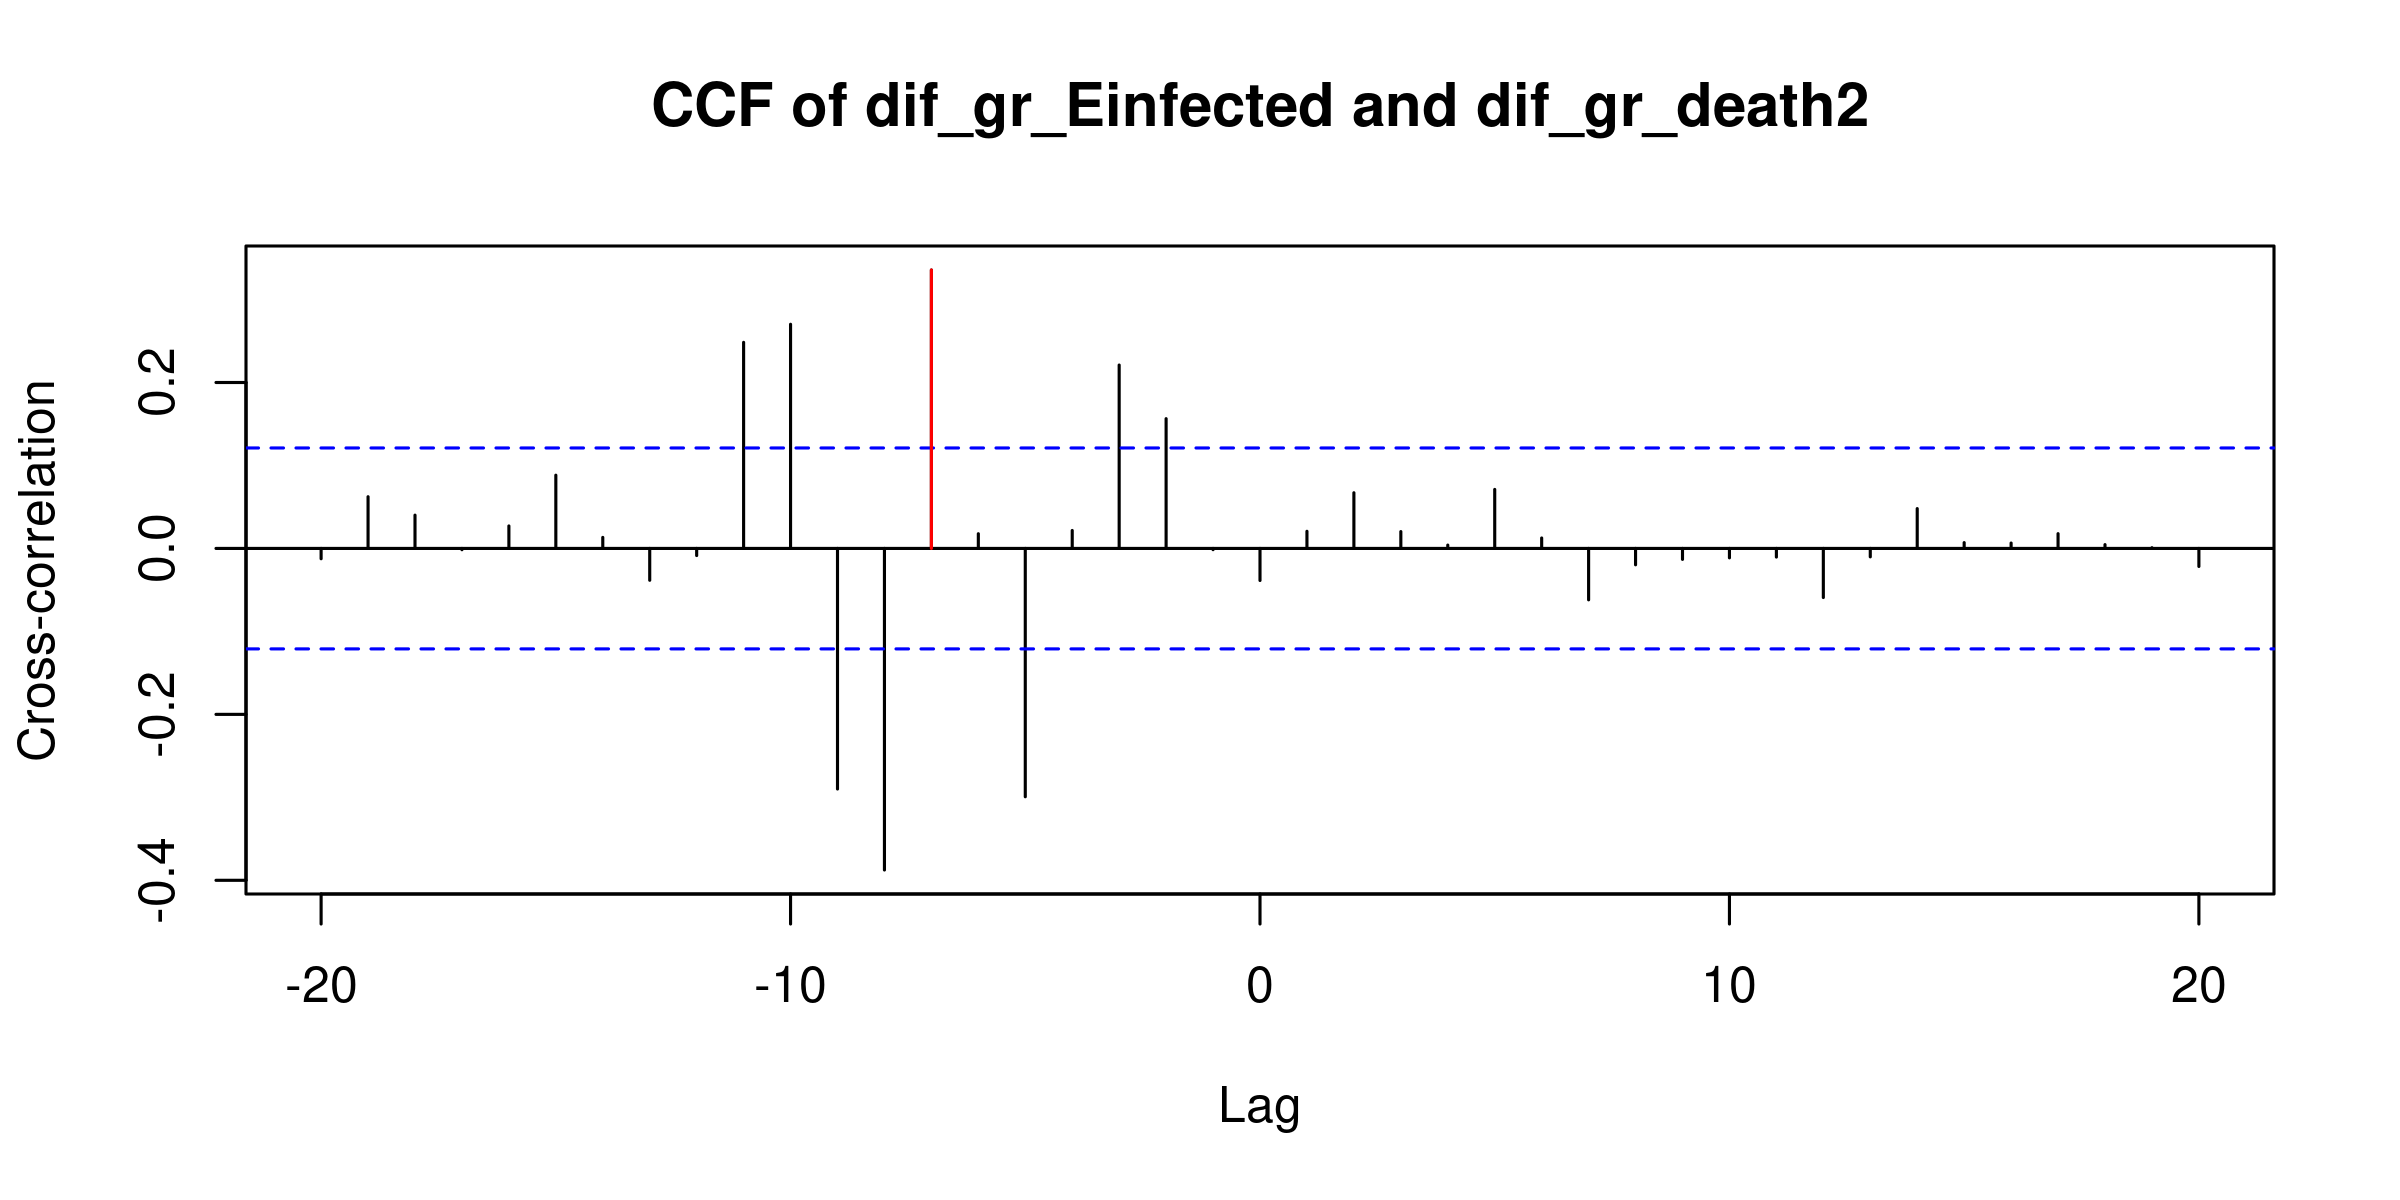 CCF of dif_gr_Einfected and dif_gr_death2
Cross-correlation
0.2
0.0
-0.2
-0.4
-20 -10 0 10 20
Lag